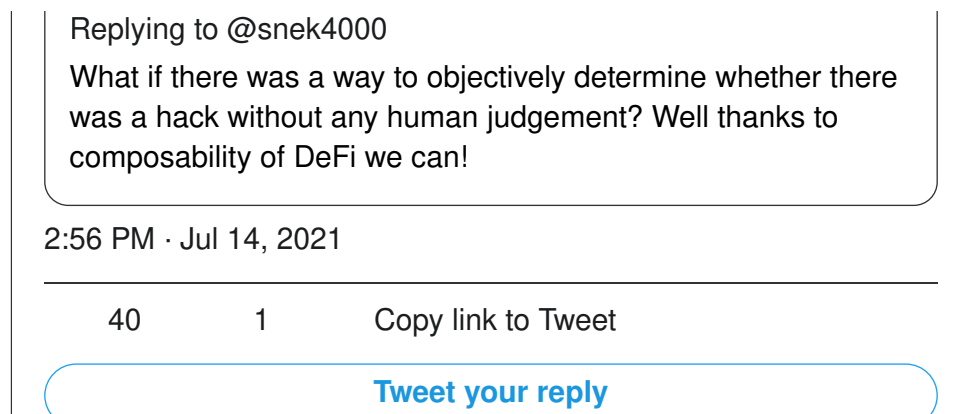 Replying to @snek4000
What if there was a way to objectively determine whether there
was a hack without any human judgement? Well thanks to
composability of DeFi we can!
2:56 PM · Jul 14, 2021
40 1 Copy link to Tweet
Tweet your reply